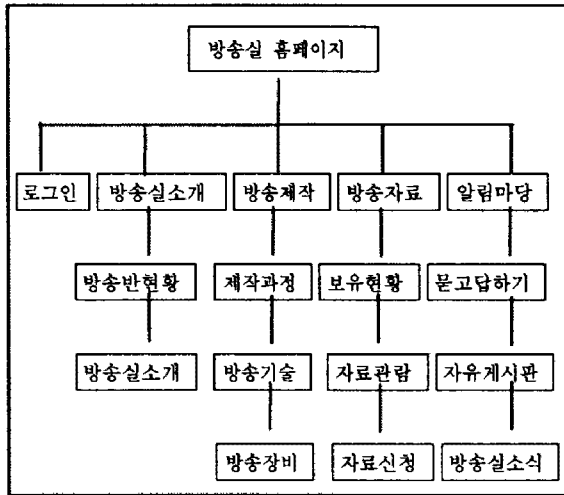 방송실 홈페이지
로그인 방송실소개 방송제작 방송자료 알림마당
방송반현황 제작과정 보유현황 묻고답하기
방송실소개 방송기술 자료관람 자유게시판
방송장비 자료신청 방송실소식